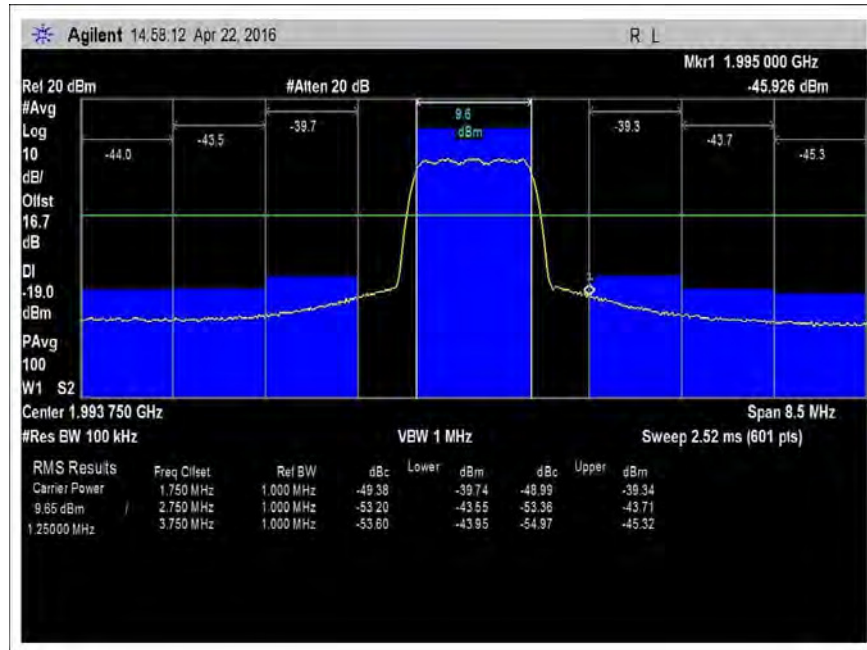 Agilent 14:58:12 Apr 22, 2016 R L
Mkr1 1.995 000 GHz
Ref 20 dBm #Atten 20 dB -45.926 dBm
#Avg
Log
10
dB/
Offst
16.7
dB
DI
-19.0
dBm
PAvg
100
W1 S2
-44.0
-43.5
-39.7
9.6
dBm
-39.3
-43.7
-45.3
1
Center 1.993 750 GHz Span 8.5 MHz
#Res BW 100 kHz VBW 1 MHz Sweep 2.52 ms (601 pts)
RMS Results Freq Offset Ref BW dBc Lower dBm dBc Upper dBm
Carrier Power 1.750 MHz 1.000 MHz -49.38 -39.74 -48.99 -39.34
9.65 dBm / 2.750 MHz 1.000 MHz -53.20 -43.55 -53.36 -43.71
1.25000 MHz 3.750 MHz 1.000 MHz -53.60 -43.95 -54.97 -45.32